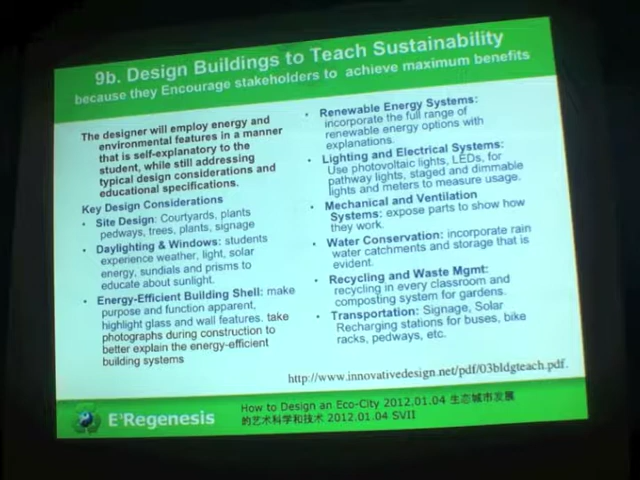 9b. Design Buildings to Teach Sustainability
because they Encourage stakeholders to achieve maximum benefits
The designer will employ energy and
environmental features in a manner
that is self-explanatory to the
student, while still addressing
typical design considerations and
educational specifications.
Key Design Considerations
• Site Design: Courtyards, plants
pedways, trees, plants, signage
• Daylighting & Windows: students
experience weather, light, solar
energy, sundials and prisms to
educate about sunlight.
• Energy-Efficient Building Shell: make
purpose and function apparent,
highlight glass and wall features. take
photographs during construction to
better explain the energy-efficient
building systems
• Renewable Energy Systems:
incorporate the full range of
renewable energy options with
explanations.
• Lighting and Electrical Systems:
Use photovoltaic lights, LEDs, for
pathway lights, staged and dimmable
lights and meters to measure usage.
• Mechanical and Ventilation
Systems: expose parts to show how
they work.
• Water Conservation: incorporate rain
water catchments and storage that is
evident.
• Recycling and Waste Mgmt:
recycling in every classroom and
composting system for gardens.
• Transportation: Signage, Solar
Recharging stations for buses, bike
racks, pedways, etc.
http://www.innovativedesign.net/pdf/03bldgteach.pdf.
E³Regenesis
How to Design an Eco-City 2012.01.04 生态城市发展
的艺术科学和技术 2012.01.04 SVII